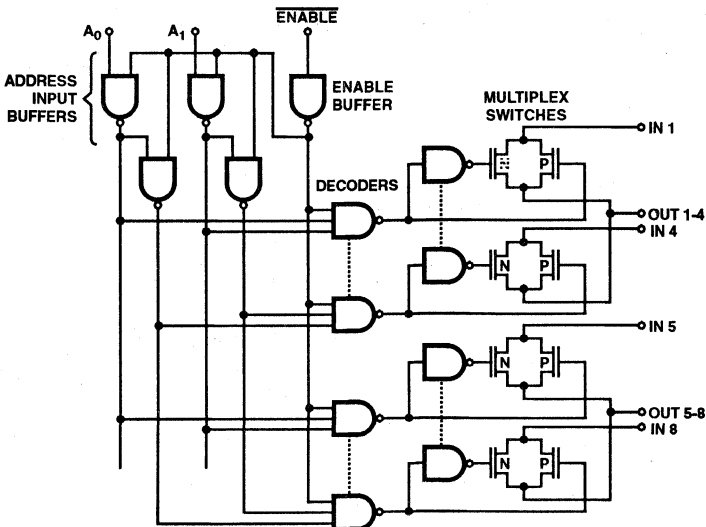 ENABLE
A0
A1
ADDRESS
INPUT
BUFFERS
ENABLE
BUFFER
MULTIPLEX
SWITCHES
IN 1
P
DECODERS
OUT 1-4
IN 4
N P
IN 5
N P
OUT 5-8
IN 8
N P